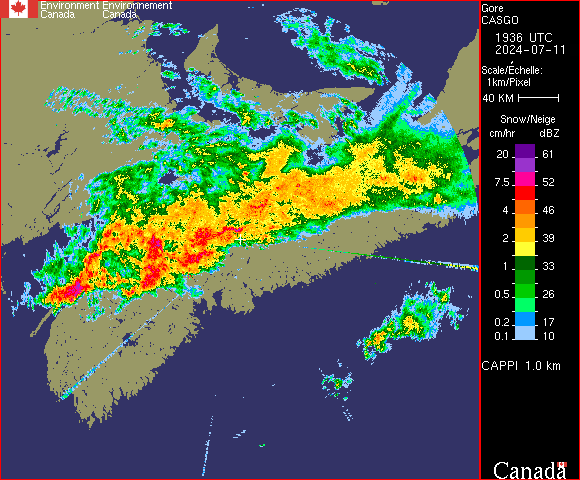 Environment Environnement
Canada Canada
Gore
CASGO
1936 UTC
2024-07-11
Scale/Échelle:
1km/Pixel
40 KM
Snow/Neige
cm/hr dBZ
20 61
7.5 52
4 46
2 39
1 33
0.5 26
0.2 17
0.1 10
CAPPI 1.0 km
Canada